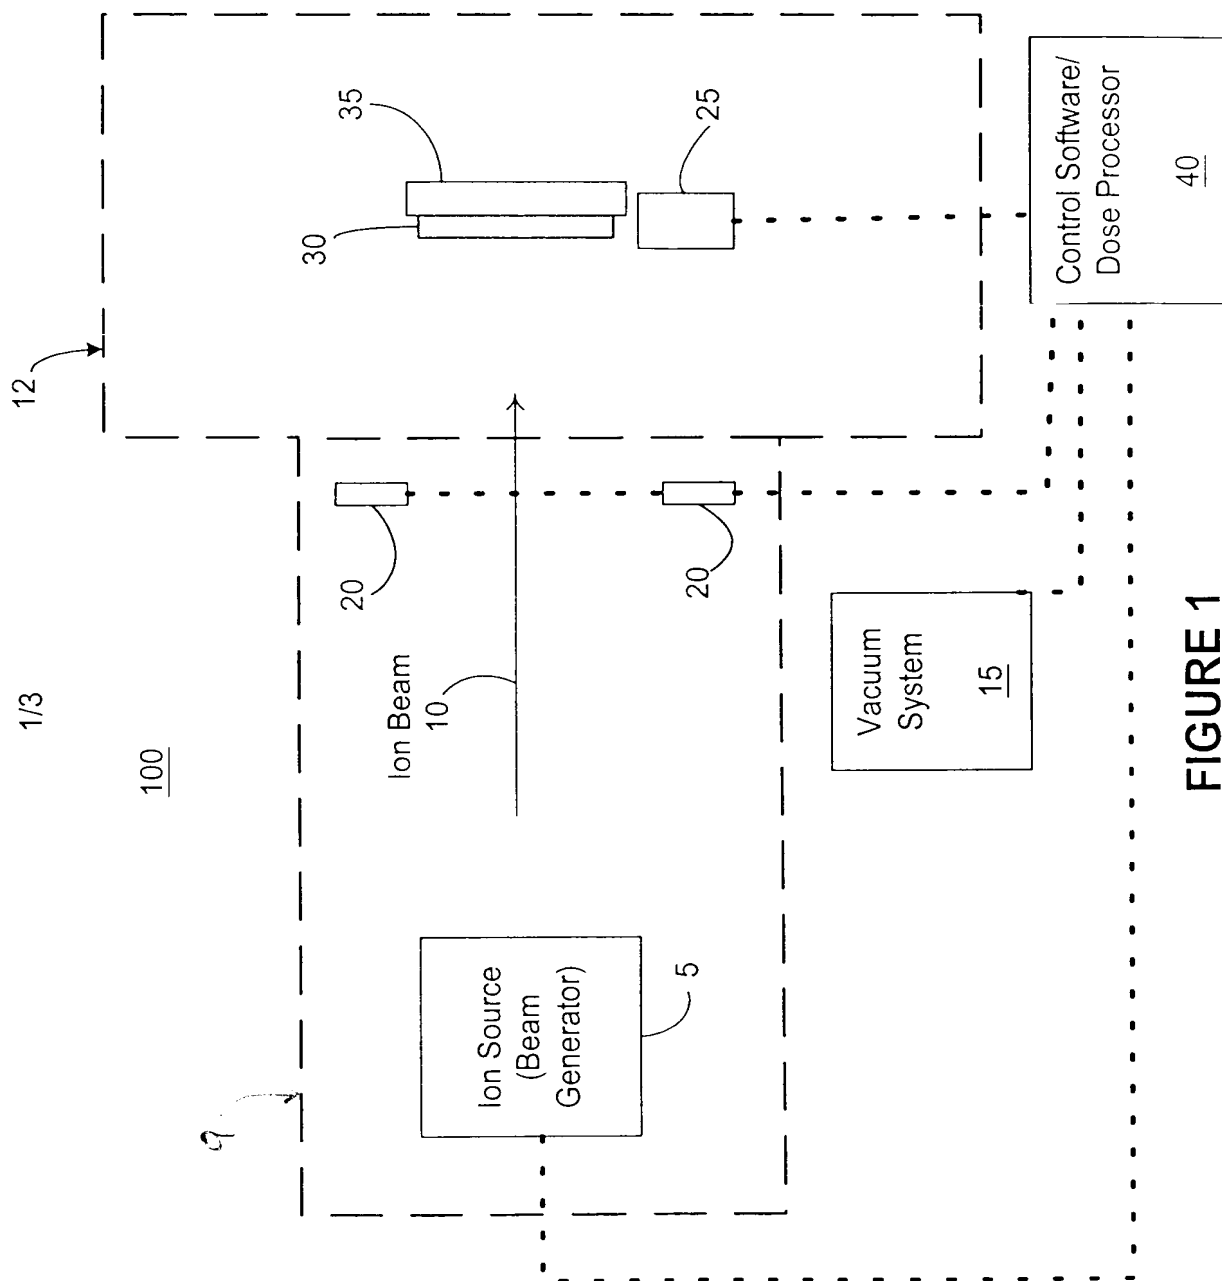 1/3
100
12
35
30
25
Ion Beam
10
20
20
9
Ion Source
(Beam
Generator)
5
Vacuum
System
15
Control Software/
Dose Processor
40
FIGURE 1